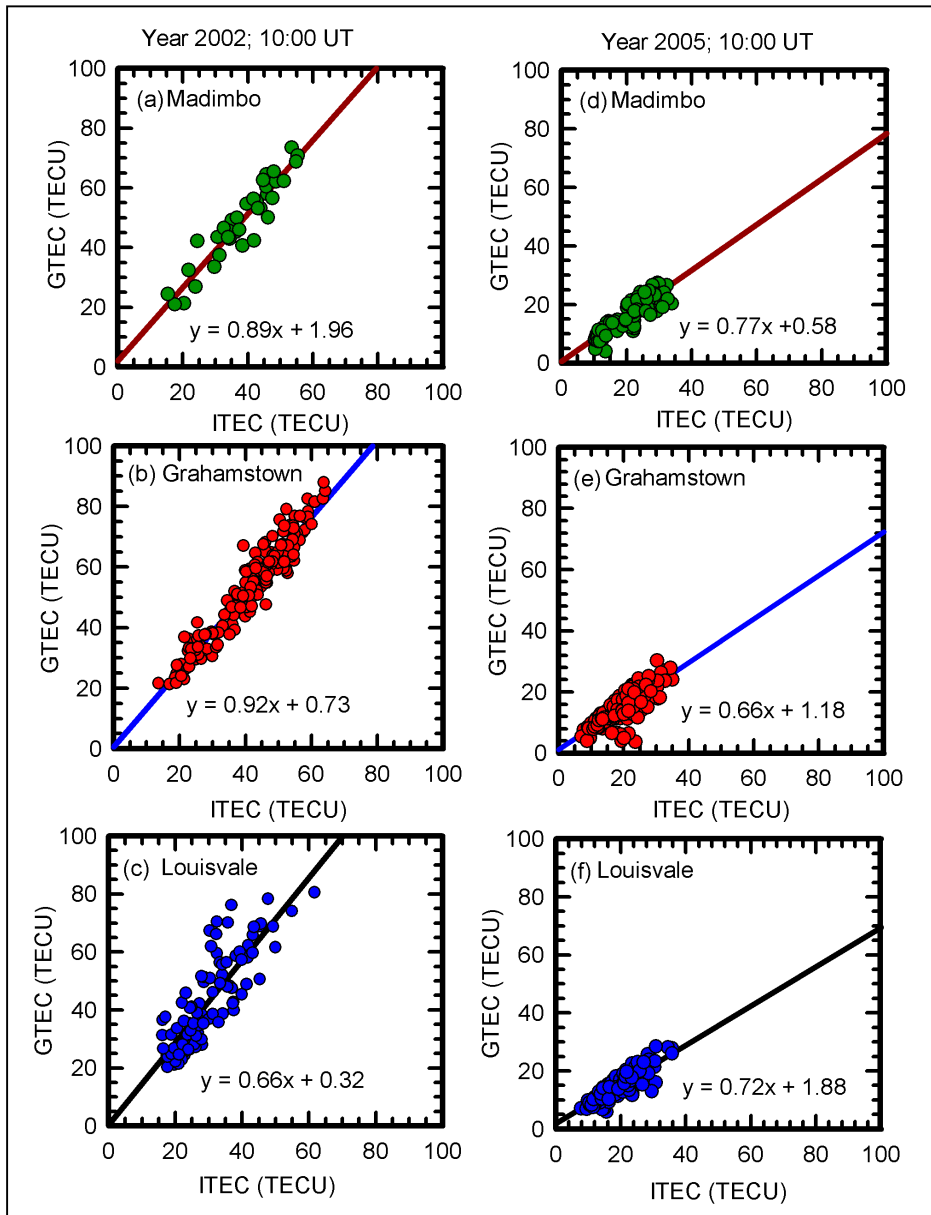 Year 2002; 10:00 UT
Year 2005; 10:00 UT
100
80
60
40
20
0
GTEC (TECU)
(a) Madimbo
y = 0.89x + 1.96
0 20 40 60 80 100
ITEC (TECU)
100
80
60
40
20
0
GTEC (TECU)
(d) Madimbo
y = 0.77x +0.58
0 20 40 60 80 100
ITEC (TECU)
100
80
60
40
20
0
GTEC (TECU)
(b) Grahamstown
y = 0.92x + 0.73
0 20 40 60 80 100
ITEC (TECU)
100
80
60
40
20
0
GTEC (TECU)
(e) Grahamstown
y = 0.66x + 1.18
0 20 40 60 80 100
ITEC (TECU)
100
80
60
40
20
0
GTEC (TECU)
(c) Louisvale
y = 0.66x + 0.32
0 20 40 60 80 100
ITEC (TECU)
100
80
60
40
20
0
GTEC (TECU)
(f) Louisvale
y = 0.72x + 1.88
0 20 40 60 80 100
ITEC (TECU)